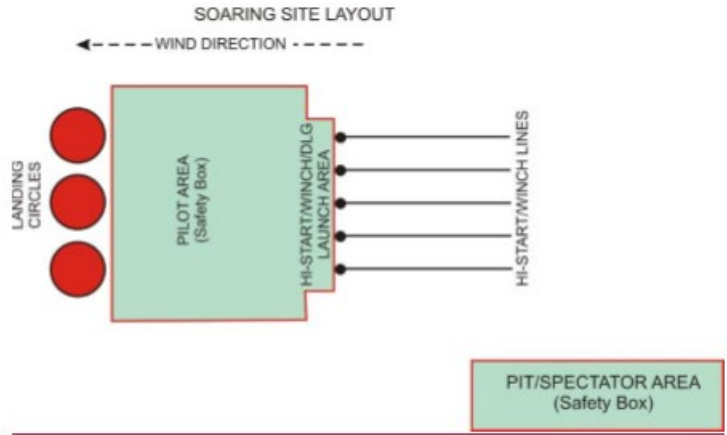 SOARING SITE LAYOUT
WIND DIRECTION
LANDING
CIRCLES
PILOT AREA
(Safety Box)
HI-START/WINCH/DLG
LAUNCH AREA
HI-START/WINCH LINES
PIT/SPECTATOR AREA
(Safety Box)